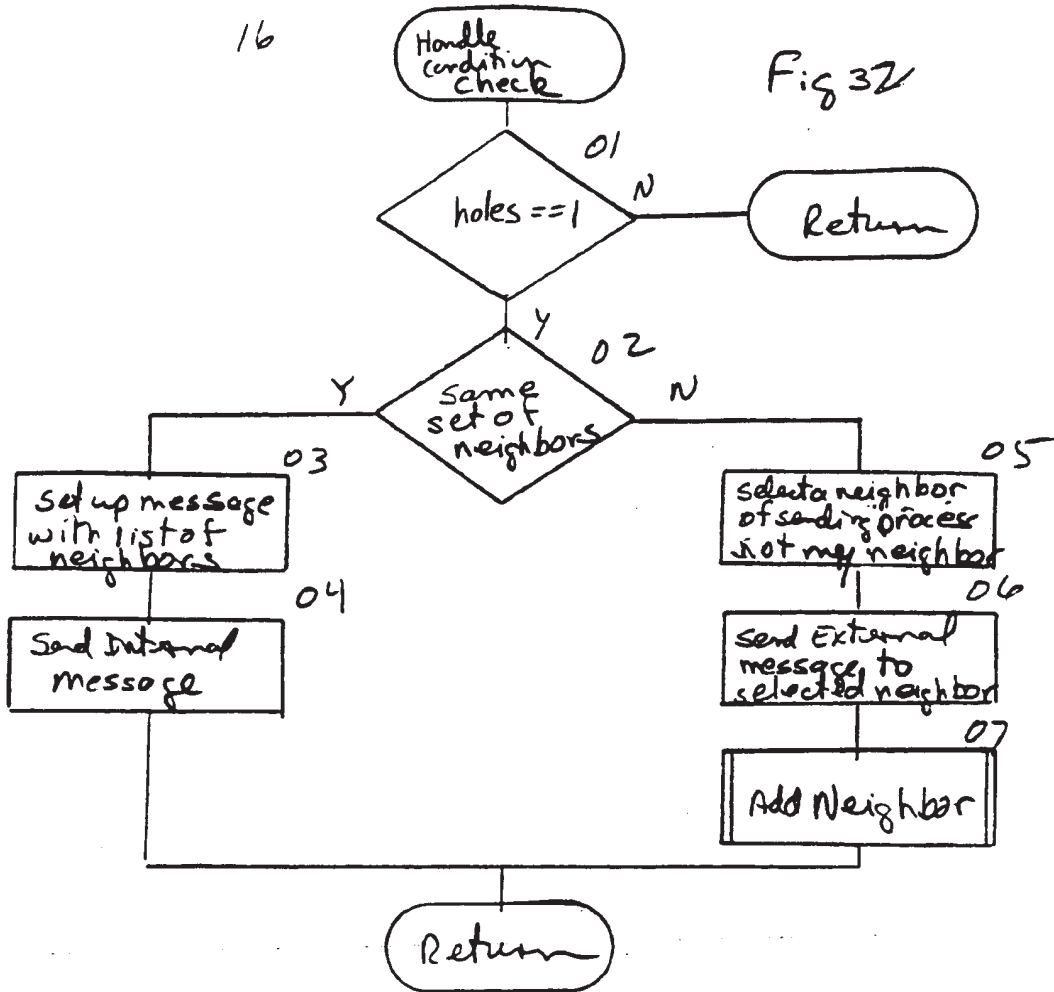 16
Handle
condition
check
Fig 32
01
holes == 1
N
Return
Y
02
same
set of
neighbors
Y
N
03
set up message
with list of
neighbors
04
Send Internal
message
05
select a neighbor
of sending process
not my neighbor
06
send External
message to
selected neighbor
07
Add Neighbor
Return